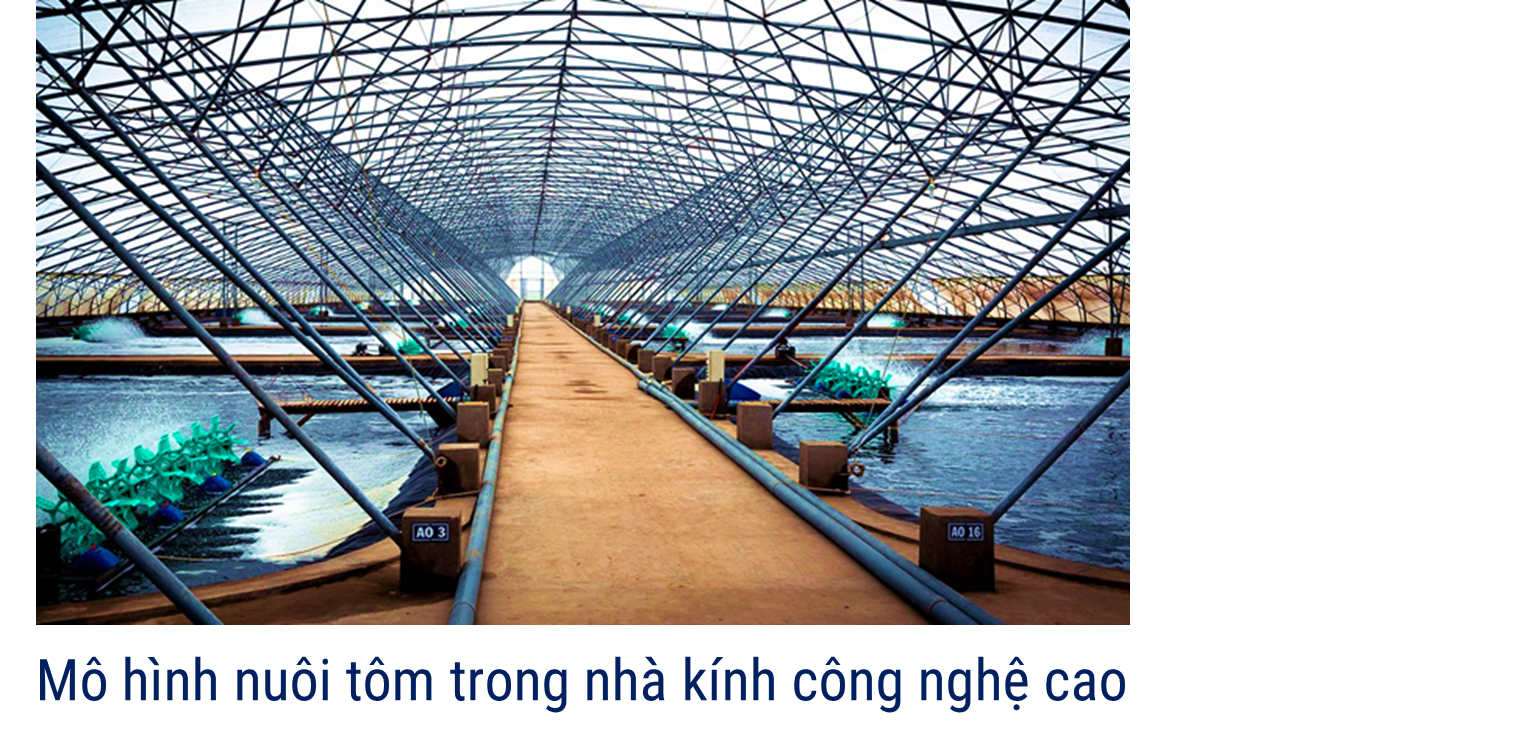 AO 3
AO 16
Mô hình nuôi tôm trong nhà kính công nghệ cao